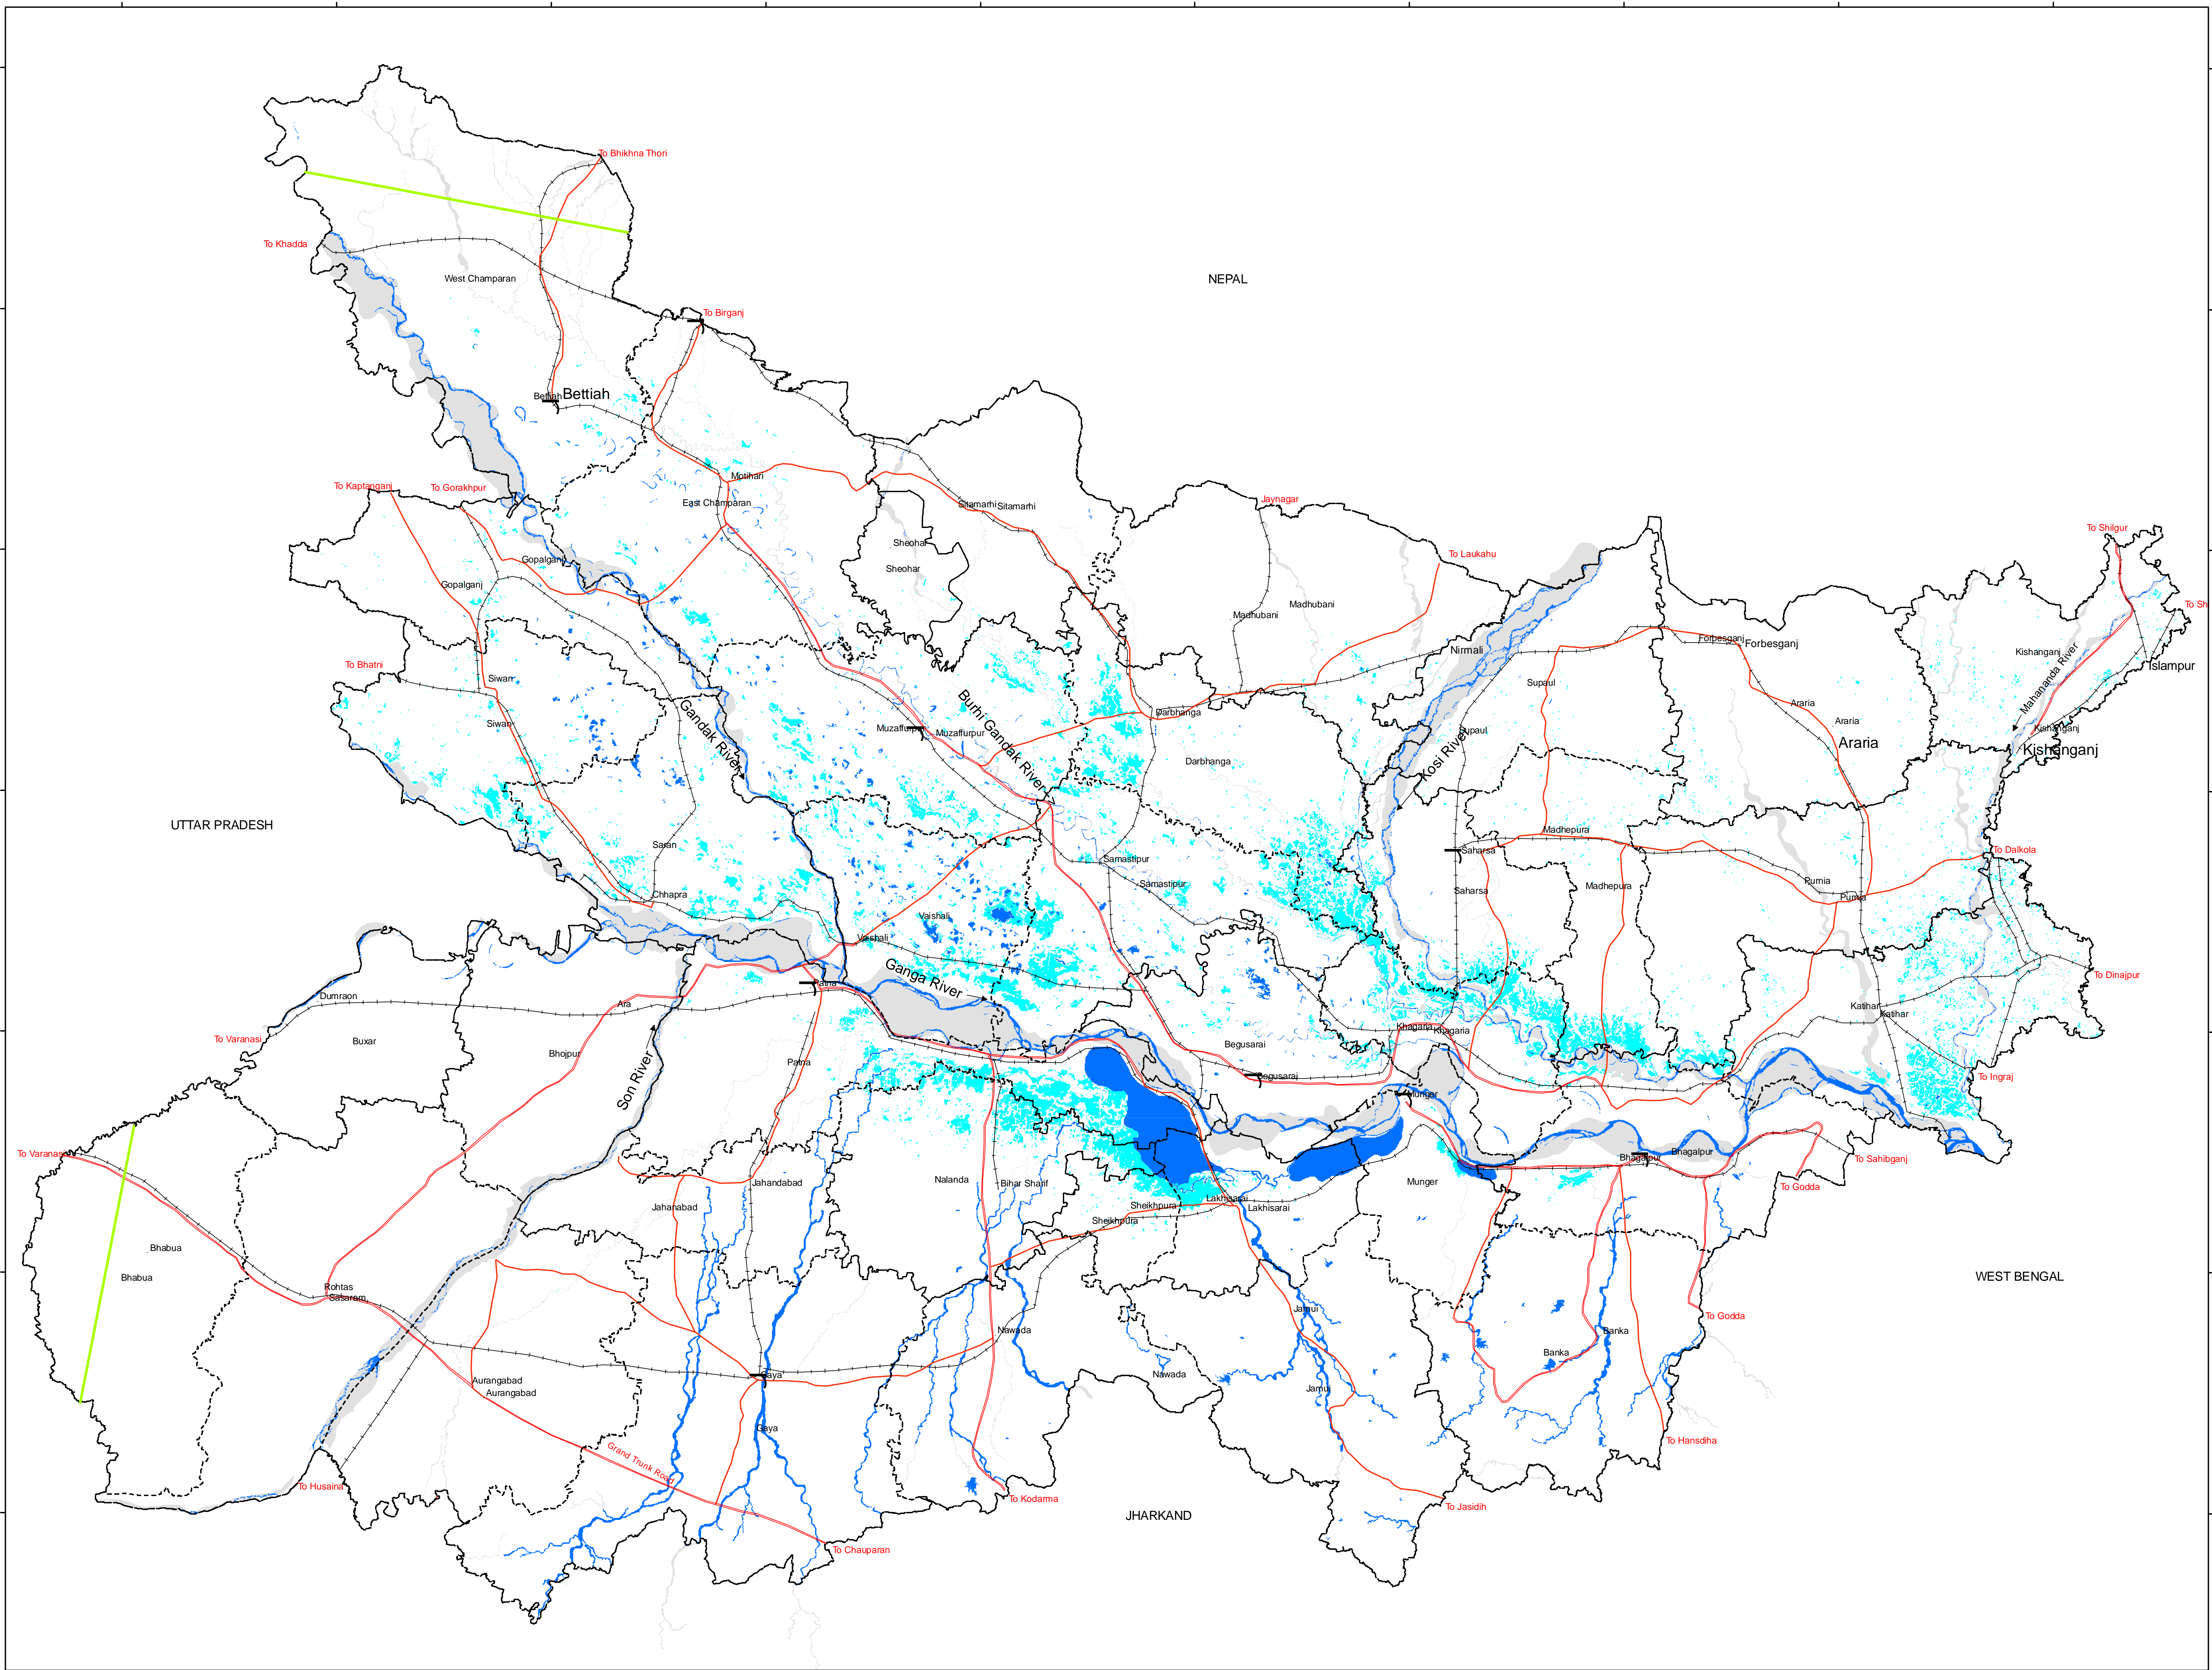 To Bhikhna Thori
To Khadda
West Champaran
NEPAL
To Birganj
Bettiah
Bettiah
Motihari
To Kaptanganj
To Gorakhpur
East Champaran
Sitamarhi
Sitamarhi
Jaynagar
To Shilgur
Sheohar
To Laukahu
Gopalganj
Sheohar
Gopalganj
Madhubani
To Sh
Madhubani
Forbesganj
Forbesganj
Nirmali
Kishanganj
To Bhatni
Islampur
Siwan
Supaul
Mahananda River
Gandak River
Burhi Gandak River
Araria
Darbhanga
Siwan
Araria
Muzaffurpur
Muzaffurpur
Supaul
Kishanganj
Araria
Kishanganj
Kosi River
Darbhanga
UTTAR PRADESH
Madhepura
Saran
Saharsa
To Dalkola
Samastipur
Purnia
Samastipur
Madhepura
Saharsa
Chhapra
Purnia
Vaishali
Vaishali
Ganga River
To Dinajpur
Patna
Dumraon
Ara
Katihar
Katihar
Khagaria
Khagaria
To Varanasi
Buxar
Begusarai
Bhojpur
Patna
Son River
Begusarai
To Ingraj
Munger
To Varanasi
Bhagalpur
Bhagalpur
To Sahibganj
Nalanda
Bihar Sharif
Jahandabad
Munger
To Godda
Lakhisarai
Sheikhpura
Jahanabad
Lakhisarai
Sheikhpura
Bhabua
Bhabua
WEST BENGAL
Rohtas
Sasaram
Jamui
To Godda
Nawada
Banka
Banka
Gaya
Nawada
Aurangabad
Jamui
Aurangabad
Gaya
To Hansdiha
Grand Trunk Road
To Husaina
To Kodarma
To Jasidih
JHARKAND
To Chauparan